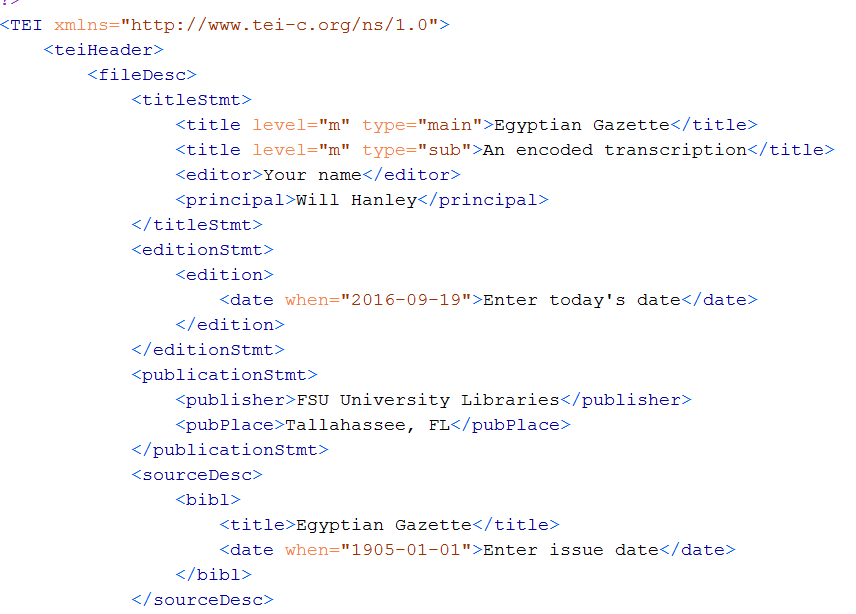 ?>
<TEI xmlns="http://www.tei-c.org/ns/1.0">
    <teiHeader>
        <fileDesc>
            <titleStmt>
                <title level="m" type="main">Egyptian Gazette</title>
                <title level="m" type="sub">An encoded transcription</title>
                <editor>Your name</editor>
                <principal>Will Hanley</principal>
            </titleStmt>
            <editionStmt>
                <edition>
                    <date when="2016-09-19">Enter today's date</date>
                </edition>
            </editionStmt>
            <publicationStmt>
                <publisher>FSU University Libraries</publisher>
                <pubPlace>Tallahassee, FL</pubPlace>
            </publicationStmt>
            <sourceDesc>
                <bibl>
                    <title>Egyptian Gazette</title>
                    <date when="1905-01-01">Enter issue date</date>
                </bibl>
            </sourceDesc>